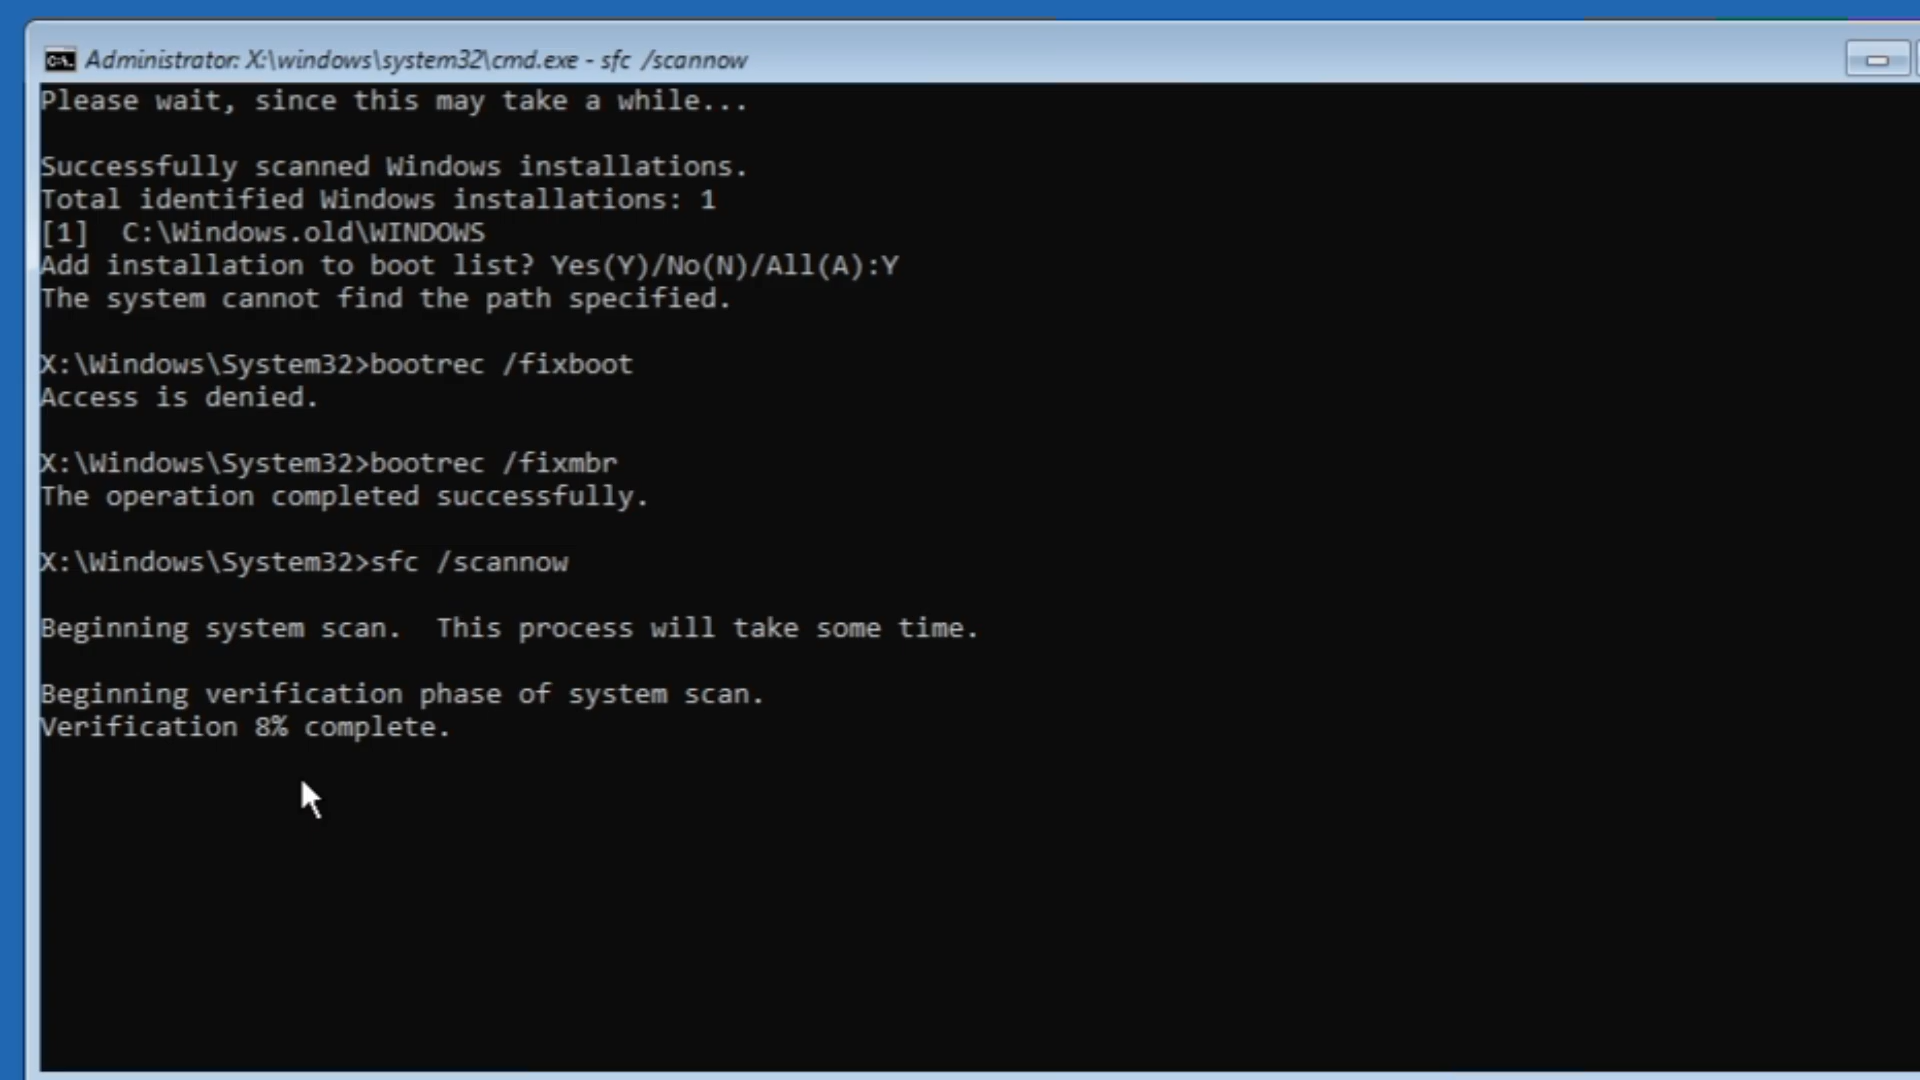 Administrator: X:\windows\system32\cmd.exe - sfc /scannow
Please wait, since this may take a while...
Successfully scanned Windows installations.
Total identified Windows installations: 1
[1]  C:\Windows.old\WINDOWS
Add installation to boot list? Yes(Y)/No(N)/All(A):Y
The system cannot find the path specified.
X:\Windows\System32>bootrec /fixboot
Access is denied.
X:\Windows\System32>bootrec /fixmbr
The operation completed successfully.
X:\Windows\System32>sfc /scannow
Beginning system scan.  This process will take some time.
Beginning verification phase of system scan.
Verification 8% complete.